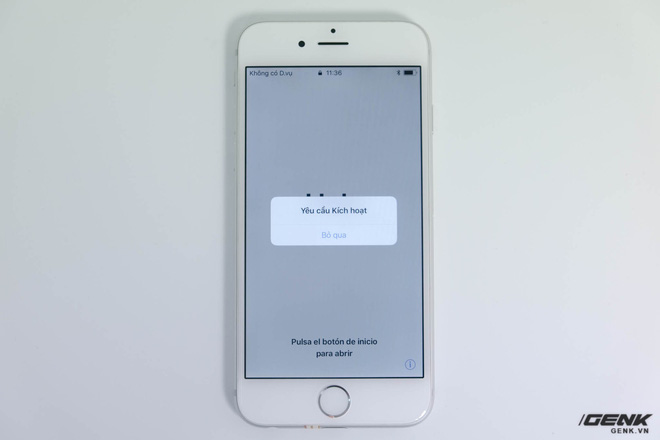 Không có D.vụ 11:36
Yêu cầu Kích hoạt
Bỏ qua
Pulsa el botón de inicio
para abrir
GENK
GENK.VN